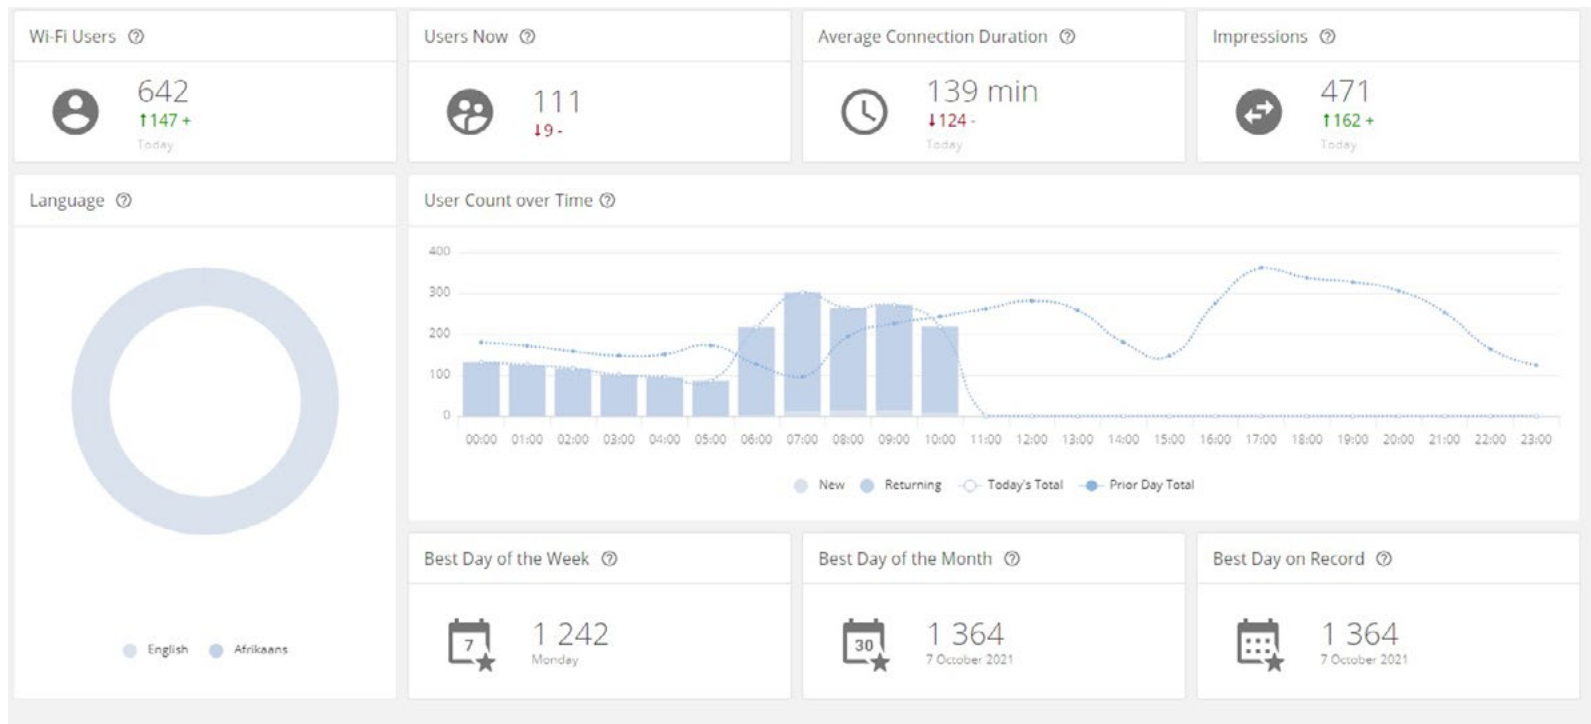 Wi-Fi Users
Users Now
Average Connection Duration
Impressions
642
↑147 +
Today
111
↓9 -
139 min
↓124 -
Today
471
↑162 +
Today
Language
English Afrikaans
User Count over Time
400
300
200
100
0
00:00 01:00 02:00 03:00 04:00 05:00 06:00 07:00 08:00 09:00 10:00 11:00 12:00 13:00 14:00 15:00 16:00 17:00 18:00 19:00 20:00 21:00 22:00 23:00
New Returning Today's Total Prior Day Total
Best Day of the Week
7
1 242
Monday
Best Day of the Month
30
1 364
7 October 2021
Best Day on Record
1 364
7 October 2021